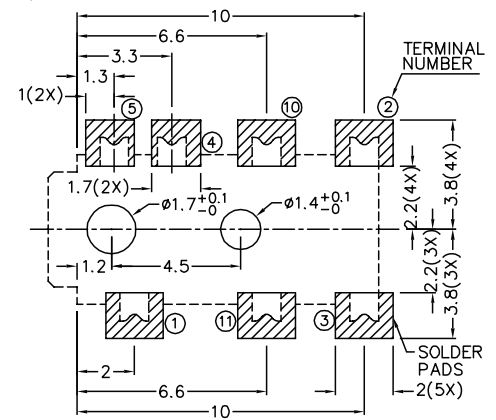 10
6.6
3.3
1.3
1(2X)
TERMINAL
NUMBER
5
4
10
2
1.7(2X)
ø1.7+0.1
-0
ø1.4+0.1
-0
2.2(4X)
3.8(4X)
1.2
4.5
2.2(3X)
3.8(3X)
1
11
3
2
SOLDER
PADS
6.6
2(5X)
10